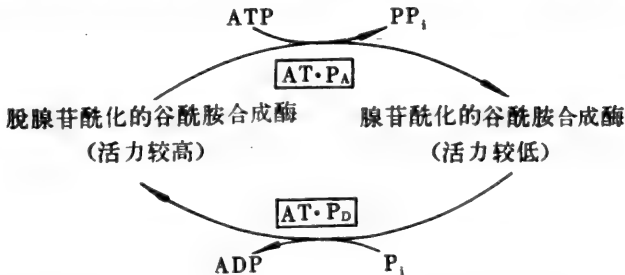 ATP PPi
AT·PA
脱腺苷酰化的谷酰胺合成酶 腺苷酰化的谷酰胺合成酶
(活力较高) (活力较低)
AT·PD
ADP Pi